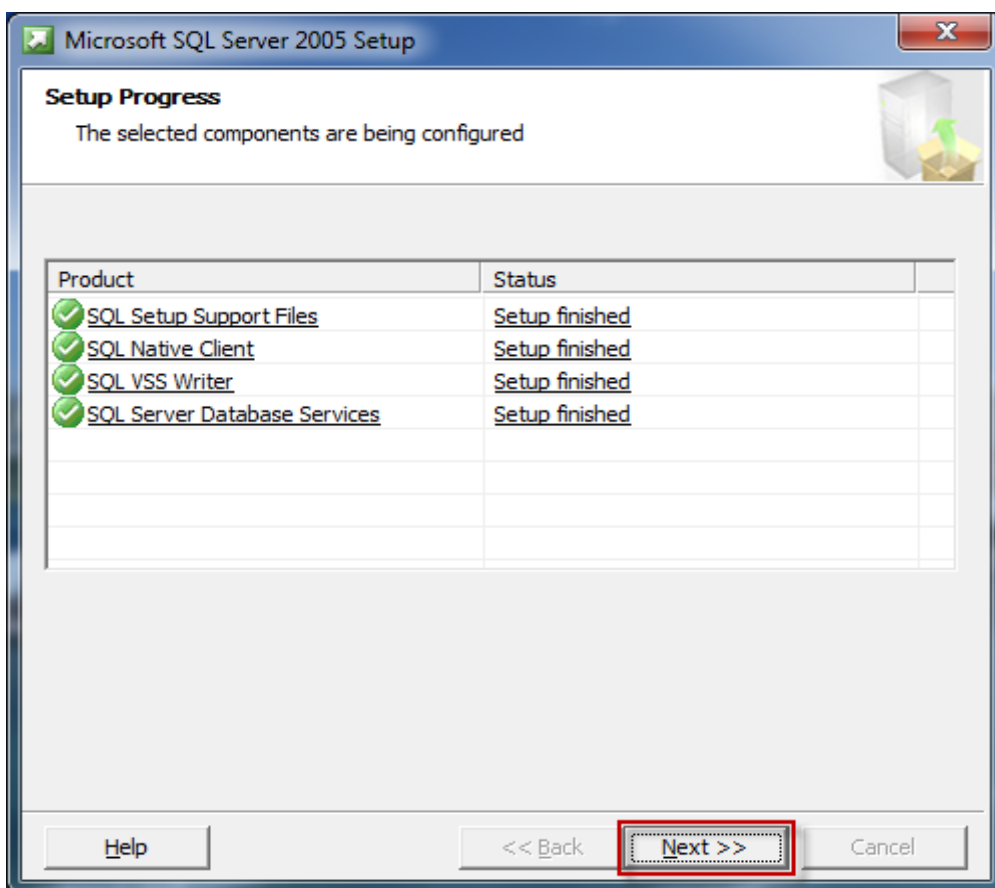 Microsoft SQL Server 2005 Setup
Setup Progress
The selected components are being configured
Product Status
SQL Setup Support Files Setup finished
SQL Native Client Setup finished
SQL VSS Writer Setup finished
SQL Server Database Services Setup finished
Help << Back Next >> Cancel